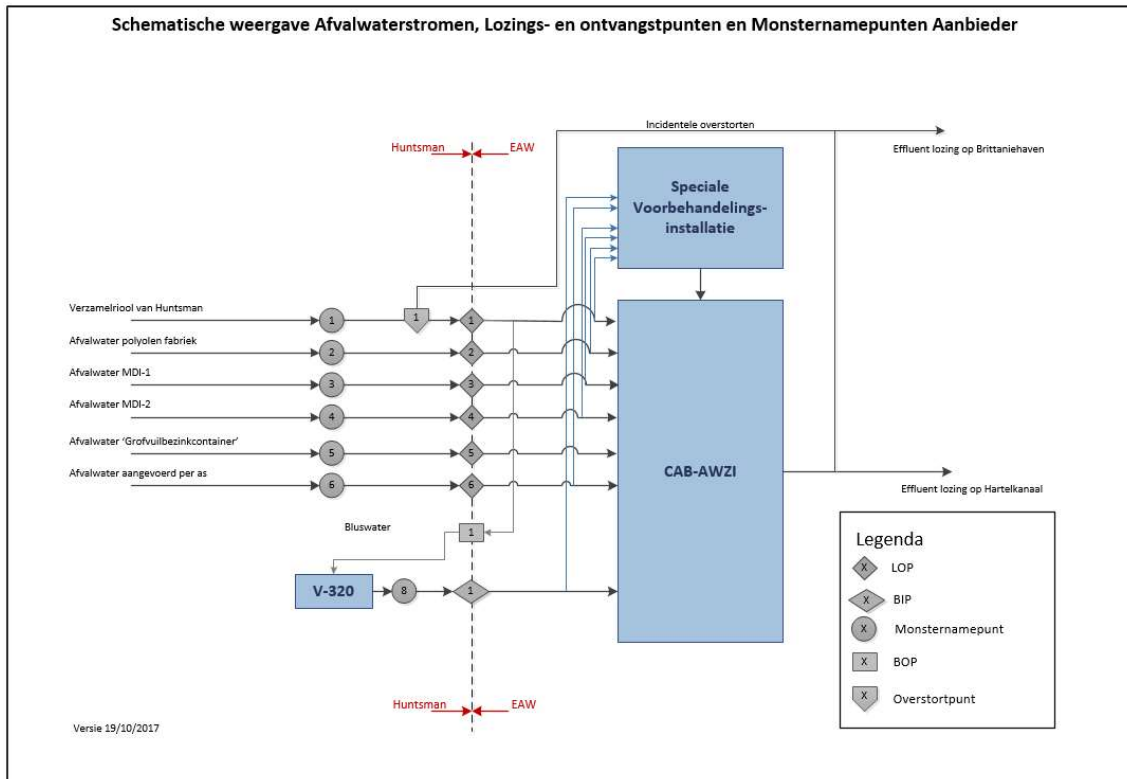 Schematische weergave Afvalwaterstromen, Lozings- en ontvangstpunten en Monsternamepunten Aanbieder
Incidentele overstorten
Huntsman
EAW
Effluent lozing op Brittaniehaven
Speciale
Voorbehandelings-
installatie
Verzamelriool van Huntsman
1
1
1
Afvalwater polyolen fabriek
2
2
Afvalwater MDI-1
3
3
Afvalwater MDI-2
4
4
Afvalwater 'Grofvuilbezinkcontainer'
5
5
Afvalwater aangevoerd per as
6
6
CAB-AWZI
Effluent lozing op Hartelkanaal
Bluswater
1
V-320
8
1
Legenda
X
LOP
X
BIP
X
Monsternamepunt
X
BOP
X
Overstortpunt
Huntsman
EAW
Versie 19/10/2017